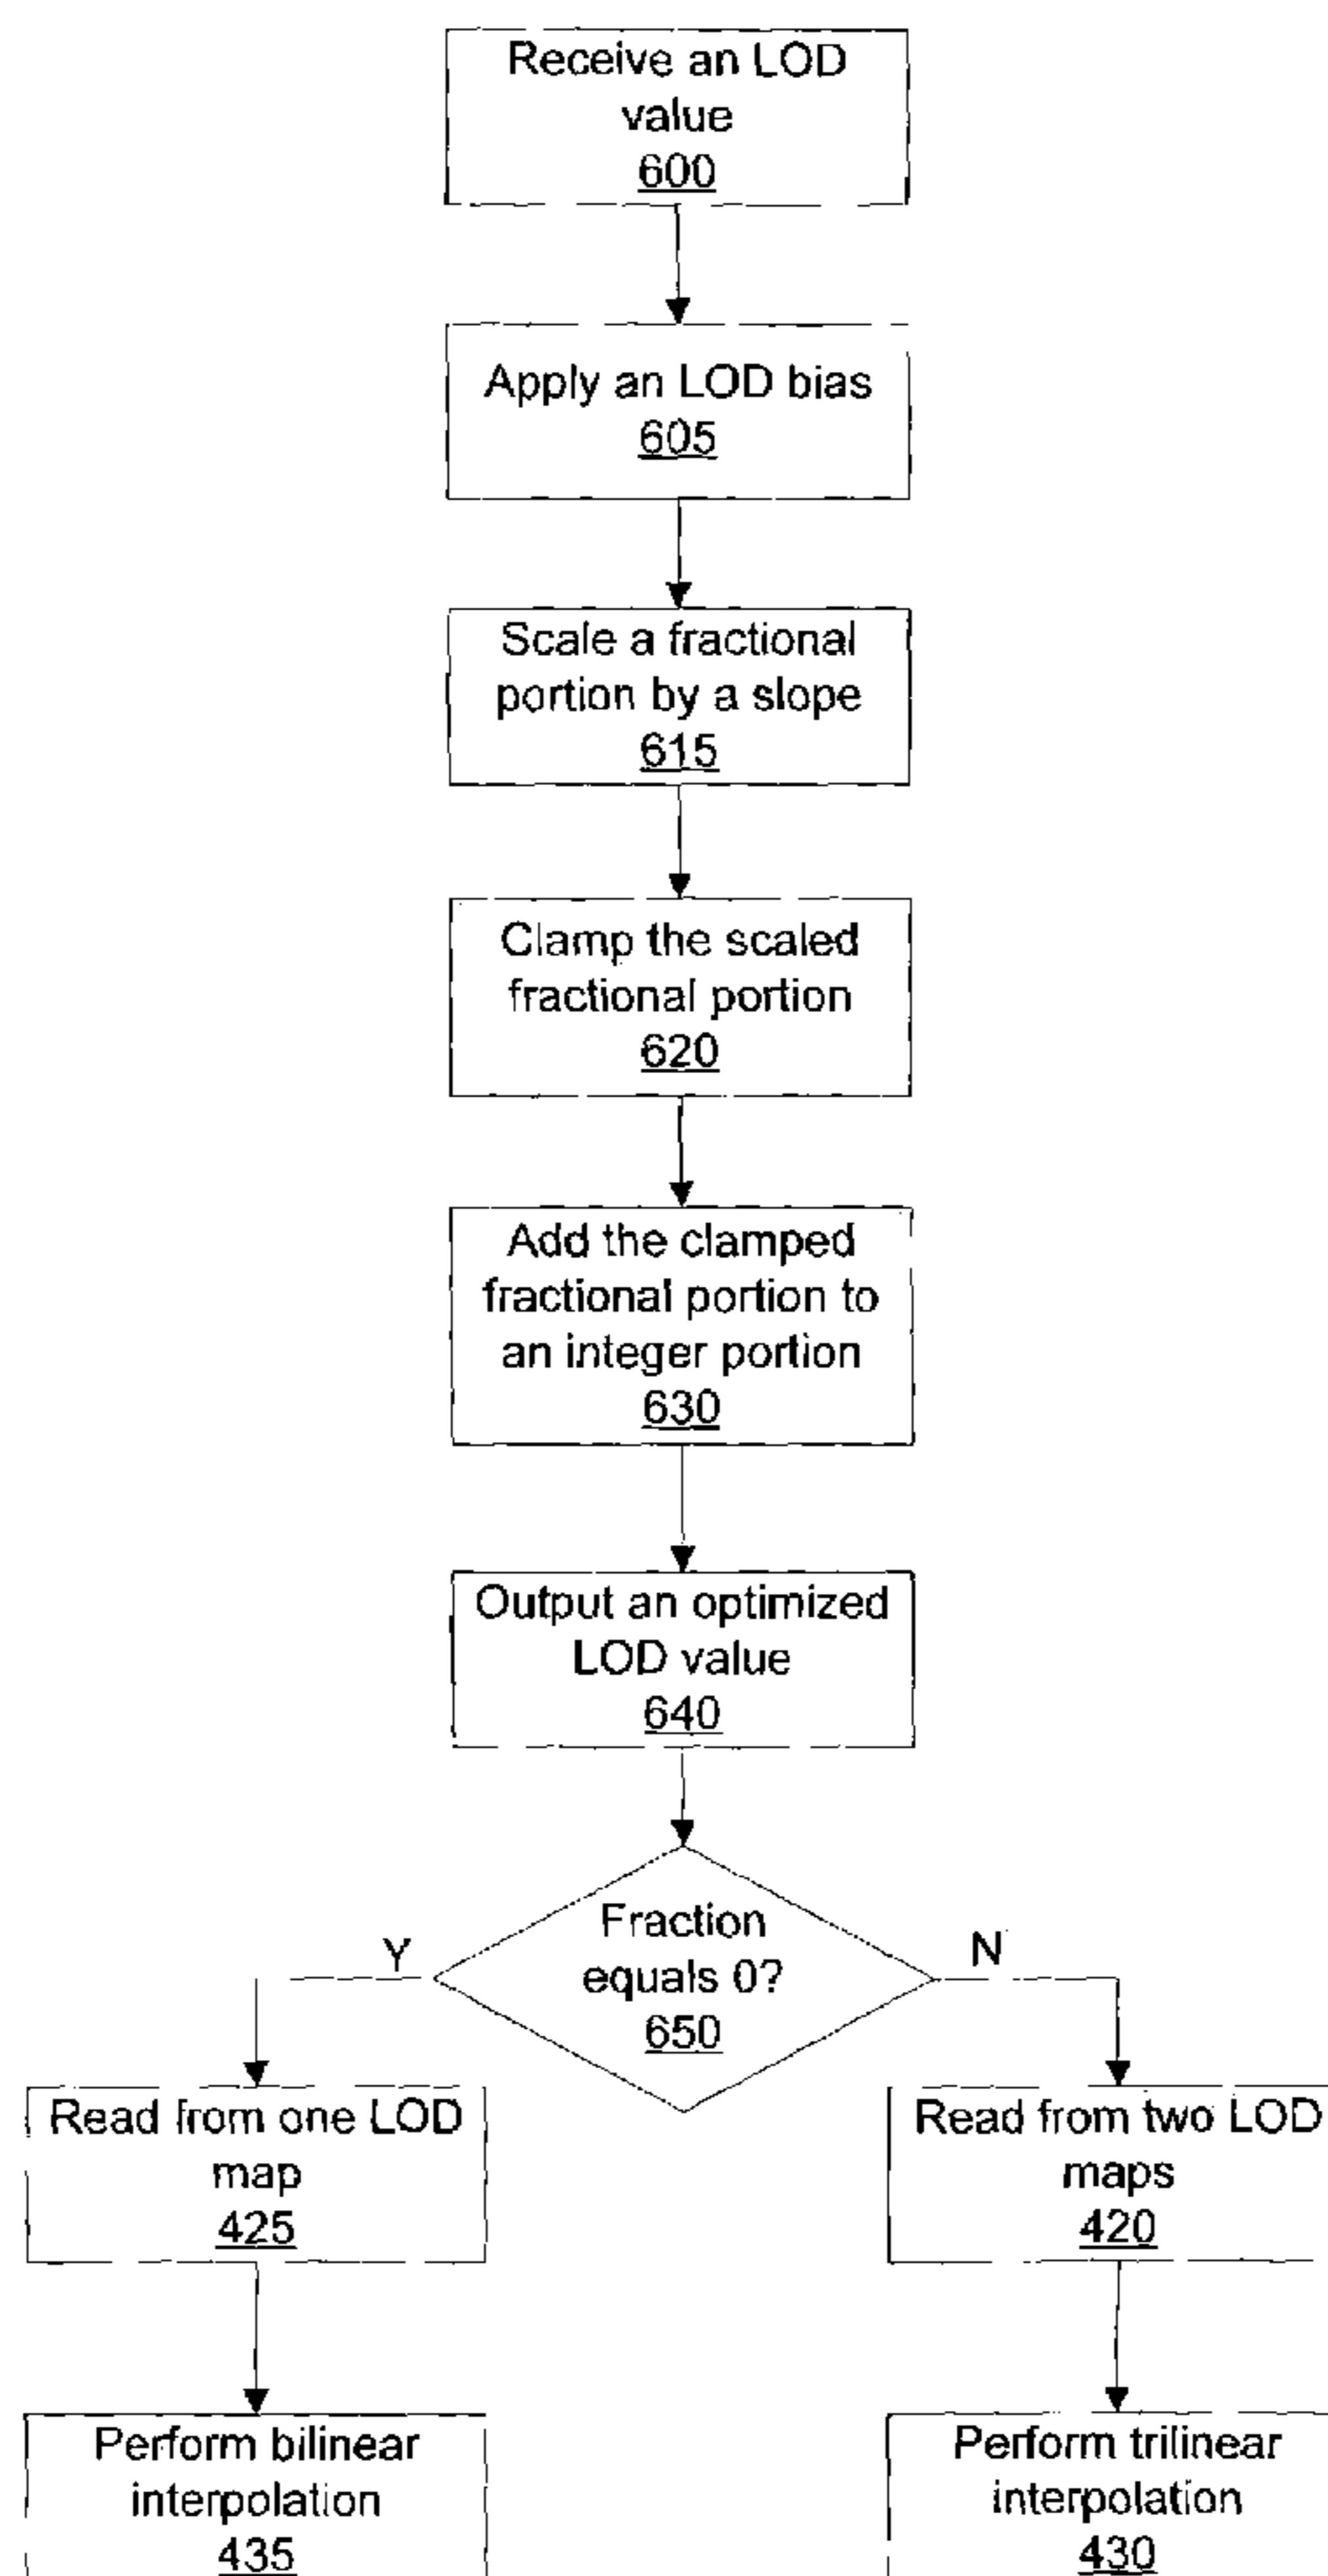 Receive an LOD
value
600
Apply an LOD bias
605
Scale a fractional
portion by a slope
615
Clamp the scaled
fractional portion
620
Add the clamped
fractional portion to
an integer portion
630
Output an optimized
LOD value
640
Fraction
equals 0?
650
Y
N
Read from one LOD
map
425
Read from two LOD
maps
420
Perform bilinear
interpolation
435
Perform trilinear
interpolation
430